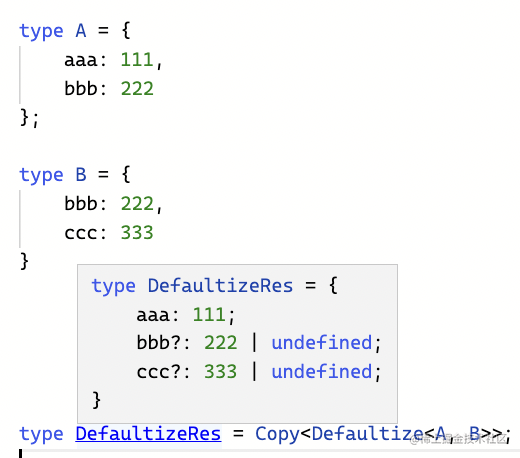 type A = {
    aaa: 111,
    bbb: 222
};
type B = {
    bbb: 222,
    ccc: 333
}
type DefaultizeRes = {
    aaa: 111;
    bbb?: 222 | undefined;
    ccc?: 333 | undefined;
}
type DefaultizeRes = Copy<Defaultize<A, B>>;
@稀土掘金技术社区